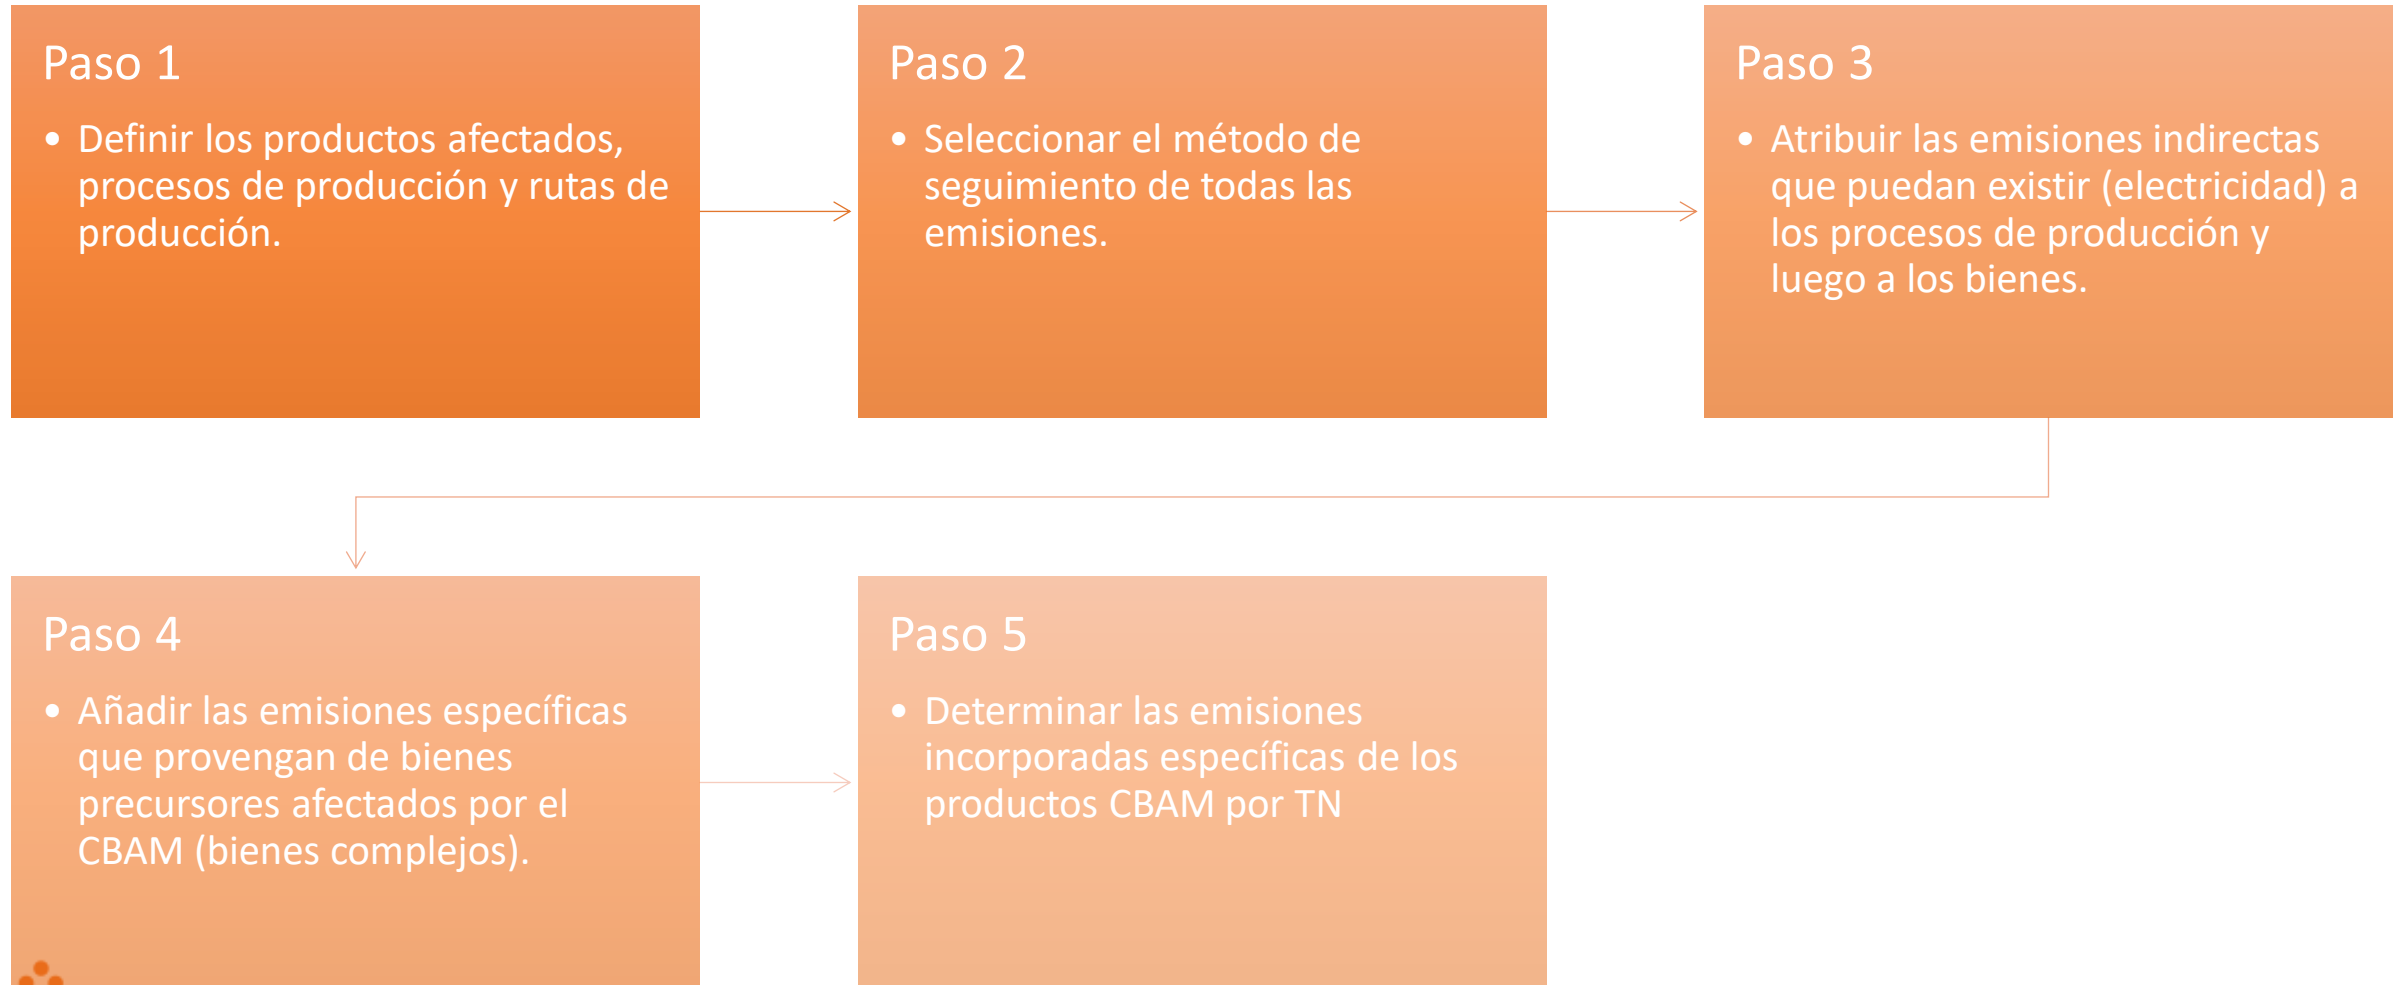 Paso 1
• Definir los productos afectados,
procesos de producción y rutas de
producción.
Paso 2
• Seleccionar el método de
seguimiento de todas las
emisiones.
Paso 3
• Atribuir las emisiones indirectas
que puedan existir (electricidad) a
los procesos de producción y
luego a los bienes.
Paso 4
• Añadir las emisiones específicas
que provengan de bienes
precursores afectados por el
CBAM (bienes complejos).
Paso 5
• Determinar las emisiones
incorporadas específicas de los
productos CBAM por TN